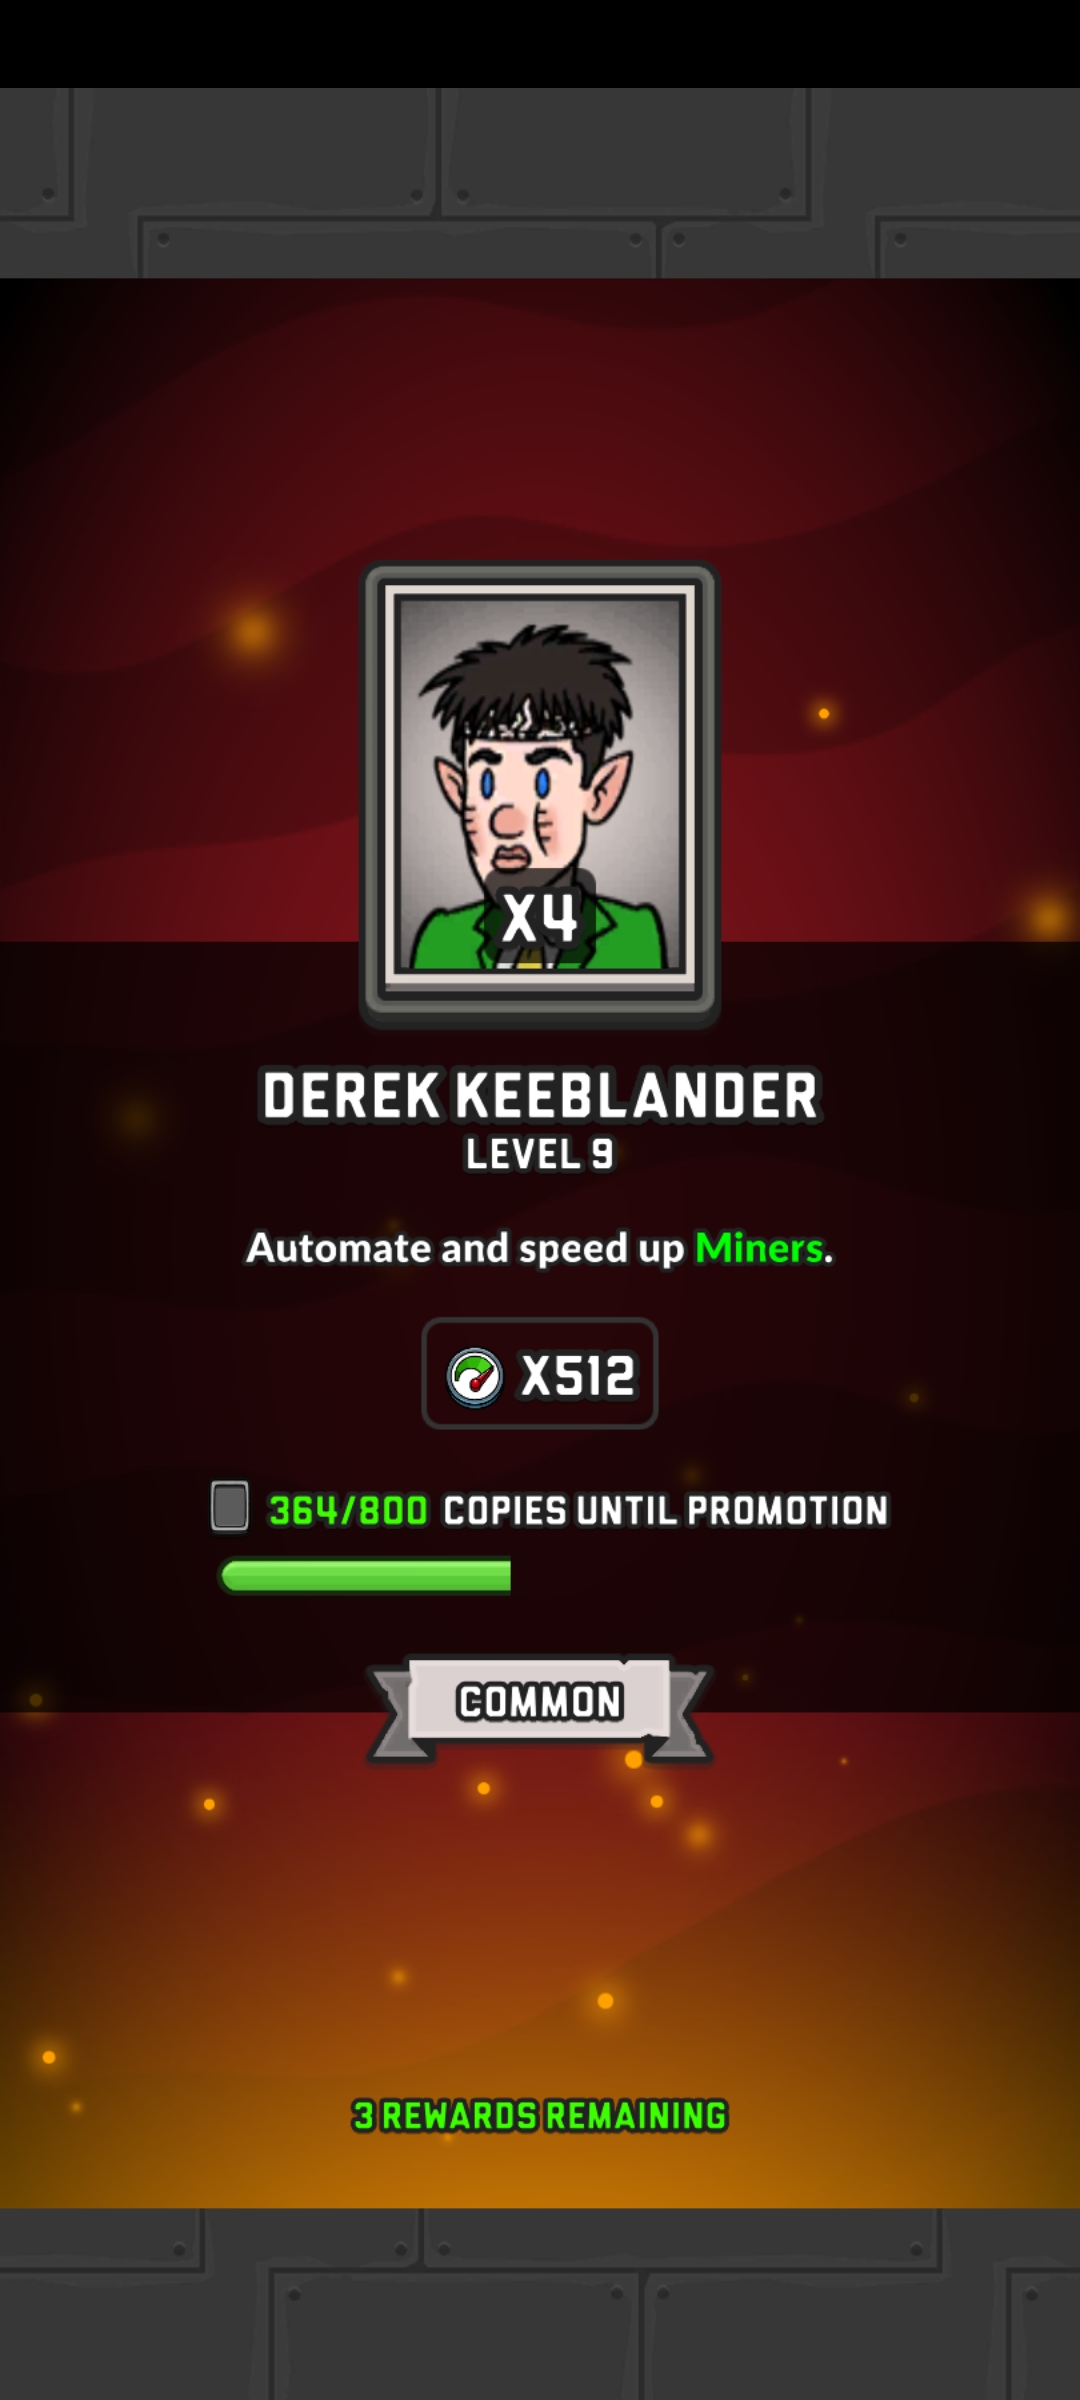 X4
DEREK KEEBLANDER
LEVEL 9
Automate and speed up Miners.
X512
364/800 COPIES UNTIL PROMOTION
COMMON
3 REWARDS REMAINING